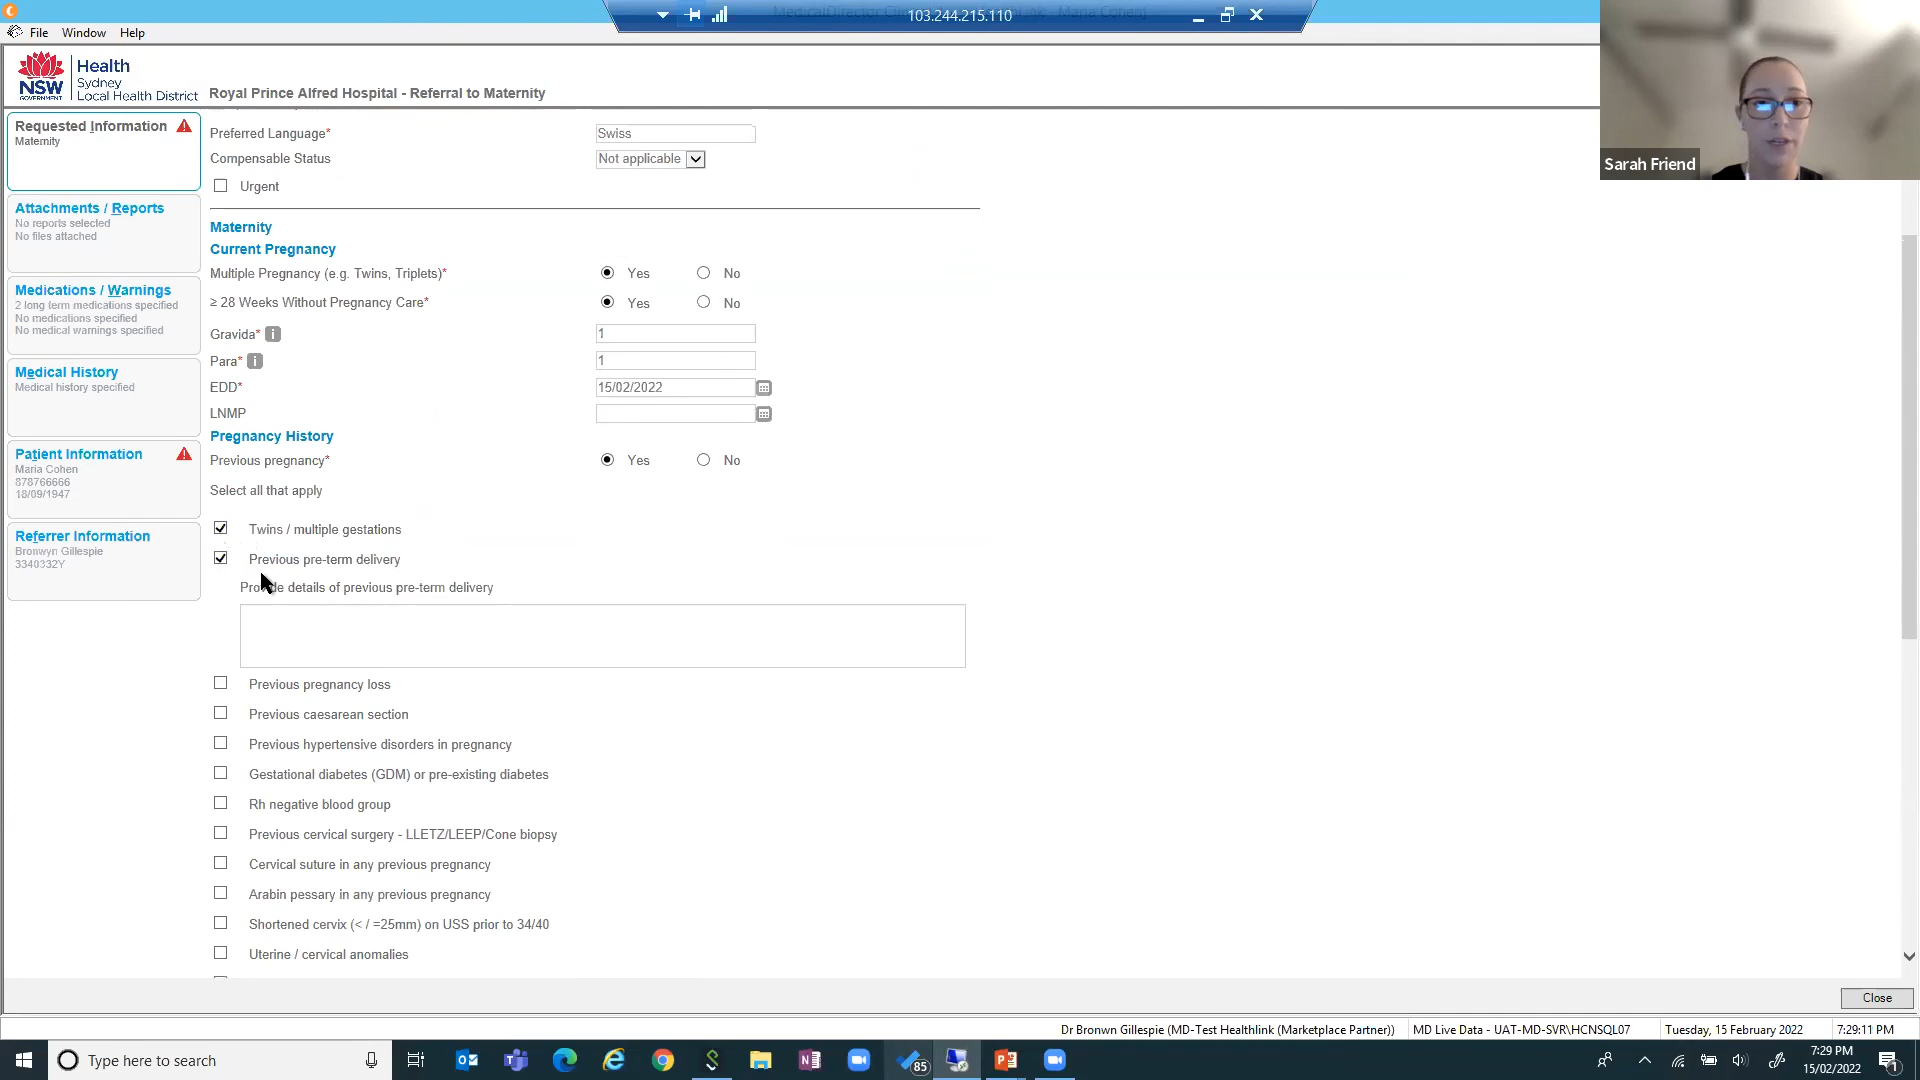 103.244.215.110
File Window Help
NSW GOVERNMENT
Health
Sydney
Local Health District
Royal Prince Alfred Hospital - Referral to Maternity
Sarah Friend
Requested Information
Maternity
Attachments / Reports
No reports selected
No files attached
Medications / Warnings
2 long term medications specified
No medications specified
No medical warnings specified
Medical History
Medical history specified
Patient Information
Maria Cohen
878766666
18/09/1947
Referrer Information
Bronwyn Gillespie
3340332Y
Preferred Language* Swiss
Compensable Status Not applicable
Urgent
Maternity
Current Pregnancy
Multiple Pregnancy (e.g. Twins, Triplets)* Yes No
≥ 28 Weeks Without Pregnancy Care* Yes No
Gravida* i 1
Para* i 1
EDD* 15/02/2022
LNMP
Pregnancy History
Previous pregnancy* Yes No
Select all that apply
Twins / multiple gestations
Previous pre-term delivery
Provide details of previous pre-term delivery
Previous pregnancy loss
Previous caesarean section
Previous hypertensive disorders in pregnancy
Gestational diabetes (GDM) or pre-existing diabetes
Rh negative blood group
Previous cervical surgery - LLETZ/LEEP/Cone biopsy
Cervical suture in any previous pregnancy
Arabin pessary in any previous pregnancy
Shortened cervix (< / =25mm) on USS prior to 34/40
Uterine / cervical anomalies
Close
Dr Bronwn Gillespie (MD-Test Healthlink (Marketplace Partner)) MD Live Data - UAT-MD-SVR\HCNSQL07 Tuesday, 15 February 2022 7:29:11 PM
Type here to search
85
7:29 PM
15/02/2022
1